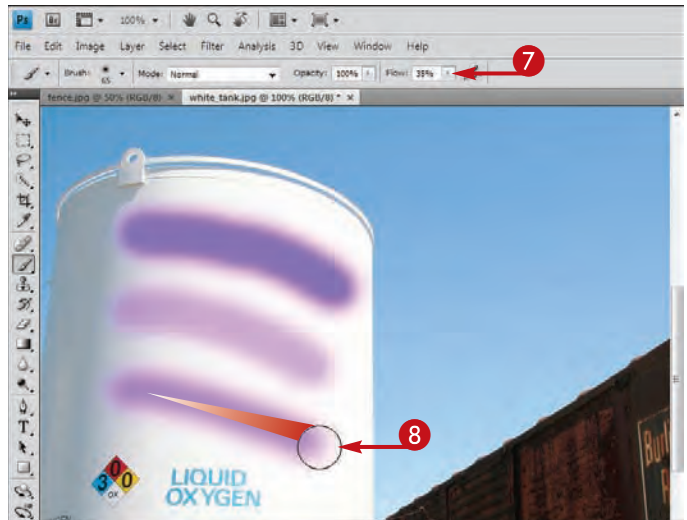 Ps Br 100%
File Edit Image Layer Select Filter Analysis 3D View Window Help
Brush: 65 Mode: Normal Opacity: 100% Flow: 35%
7
fence.jpg @ 50% (RGB/8) × white_tank.jpg @ 100% (RGB/8) * ×
T
8
0 0
3
OX
LIQUID
OXYGEN